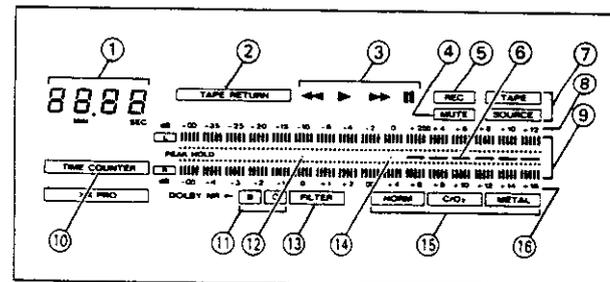 ① ② ③ ④ ⑤ ⑥ ⑦
88.88
MIN SEC
TAPE RETURN ◀◀ ▶ ▶▶ II REC TAPE
MUTE SOURCE
⑧
⑨
dB -35 -25 -20 -15 -10 -6 -4 -2 0 +4 +6 +8 +10 +12
L
PEAK HOLD
TIME COUNTER R
dB -4 -3 -2 -1 0 +1 +2 +4 +6 +8 +10 +12 +14 +16
PRO DOLBY NR B C FILTER NORM CrO₂ METAL
⑩ ⑪ ⑫ ⑬ ⑭ ⑮ ⑯